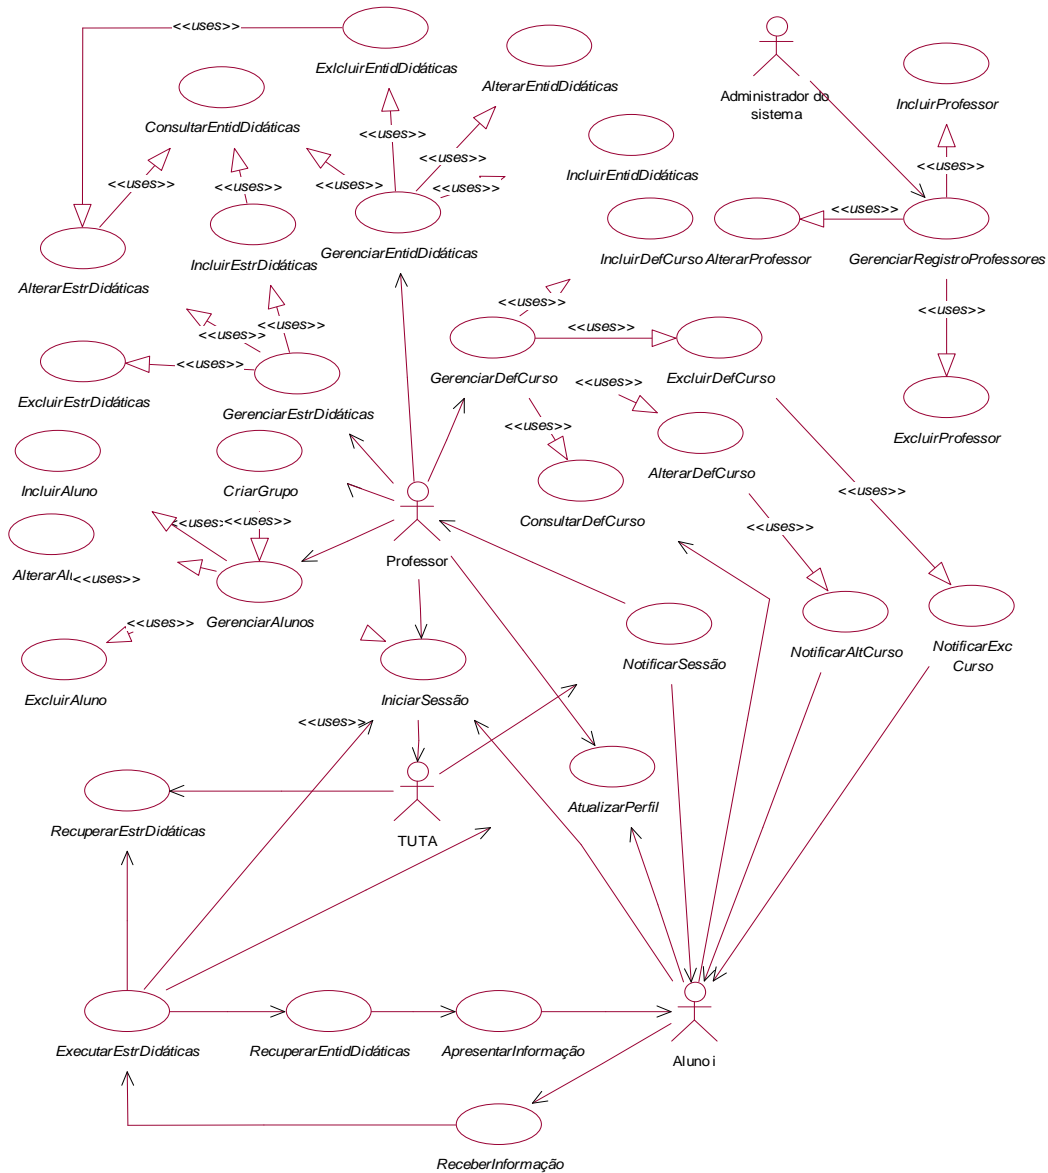 <<uses>>
ExlcluirEntidDidáticas
AlterarEntidDidáticas
Administrador do
sistema
IncluirProfessor
ConsultarEntidDidáticas
<<uses>>
<<uses>>
<<uses>>
IncluirEntidDidáticas
<<uses>>
<<uses>>
<<uses>>
<<uses>>
<<uses>>
<<uses>>
GerenciarEntidDidáticas
IncluirEstrDidáticas
IncluirDefCurso
AlterarProfessor
GerenciarRegistroProfessores
AlterarEstrDidáticas
<<uses>>
<<uses>>
<<uses>>
<<uses>>
<<uses>>
<<uses>>
<<uses>>
ExcluirEstrDidáticas
GerenciarEstrDidáticas
GerenciarDefCurso
ExcluirDefCurso
<<uses>>
<<uses>>
ExcluirProfessor
IncluirAluno
CriarGrupo
AlterarDefCurso
ConsultarDefCurso
<<uses>>
<<uses>
<<uses>>
<<uses>>
Professor
AlterarAlu
<<uses>>
<<uses>>
GerenciarAlunos
NotificarSessão
NotificarAltCurso
NotificarExc
Curso
ExcluirAluno
IniciarSessão
<<uses>>
AtualizarPerfil
RecuperarEstrDidáticas
TUTA
ExecutarEstrDidáticas
RecuperarEntidDidáticas
ApresentarInformação
Aluno i
ReceberInformação